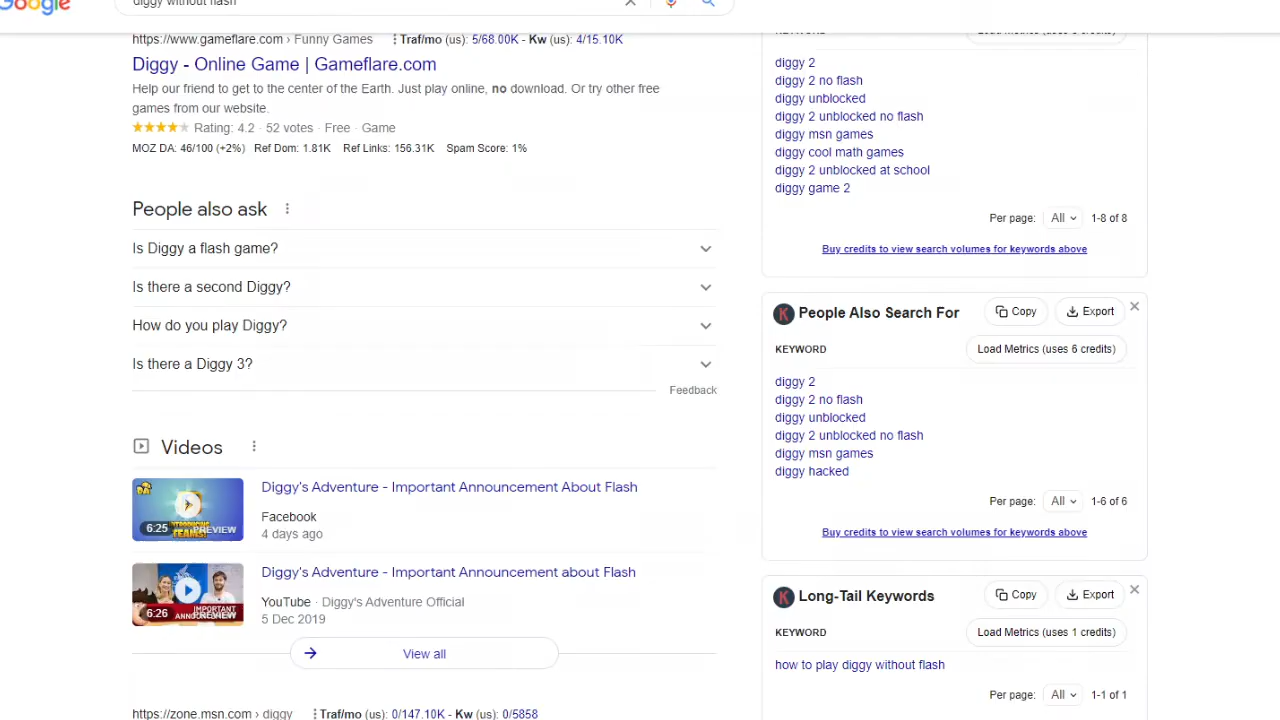 Google
diggy without flash
https://www.gameflare.com › Funny Games
Traf/mo (us): 5/68.00K - Kw (us): 4/15.10K
Diggy - Online Game | Gameflare.com
Help our friend to get to the center of the Earth. Just play online, no download. Or try other free
games from our website.
Rating: 4.2 · 52 votes · Free · Game
MOZ DA: 46/100 (+2%) Ref Dom: 1.81K Ref Links: 156.31K Spam Score: 1%
People also ask
Is Diggy a flash game?
Is there a second Diggy?
How do you play Diggy?
Is there a Diggy 3?
Feedback
Videos
6:25
PREVIEW
Diggy's Adventure - Important Announcement About Flash
Facebook
4 days ago
6:26
IMPORTANT
PREVIEW
Diggy's Adventure - Important Announcement about Flash
YouTube · Diggy's Adventure Official
5 Dec 2019
View all
https://zone.msn.com › diggy
Traf/mo (us): 0/147.10K - Kw (us): 0/5858
KEYWORD
diggy 2
diggy 2 no flash
diggy unblocked
diggy 2 unblocked no flash
diggy msn games
diggy cool math games
diggy 2 unblocked at school
diggy game 2
Per page: All 1-8 of 8
Buy credits to view search volumes for keywords above
K People Also Search For
Copy
Export
KEYWORD
Load Metrics (uses 6 credits)
diggy 2
diggy 2 no flash
diggy unblocked
diggy 2 unblocked no flash
diggy msn games
diggy hacked
Per page: All 1-6 of 6
Buy credits to view search volumes for keywords above
K Long-Tail Keywords
Copy
Export
KEYWORD
Load Metrics (uses 1 credits)
how to play diggy without flash
Per page: All 1-1 of 1